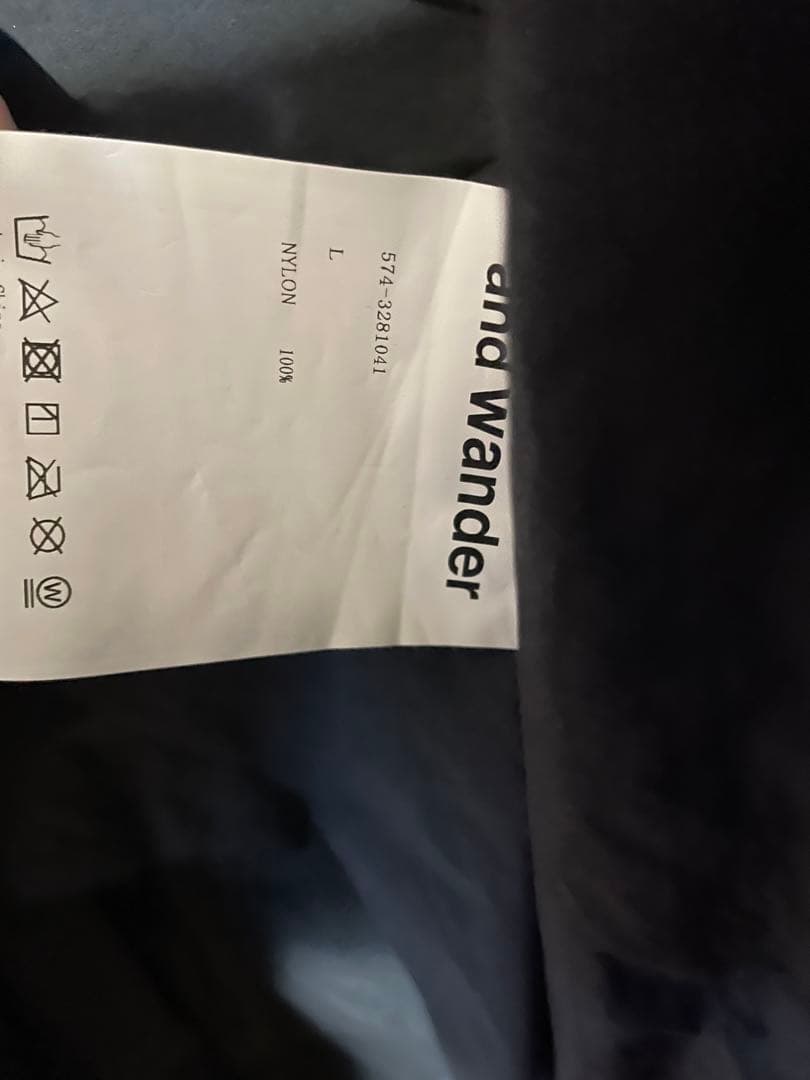 and wander
574-3281041
L
NYLON 100%
W